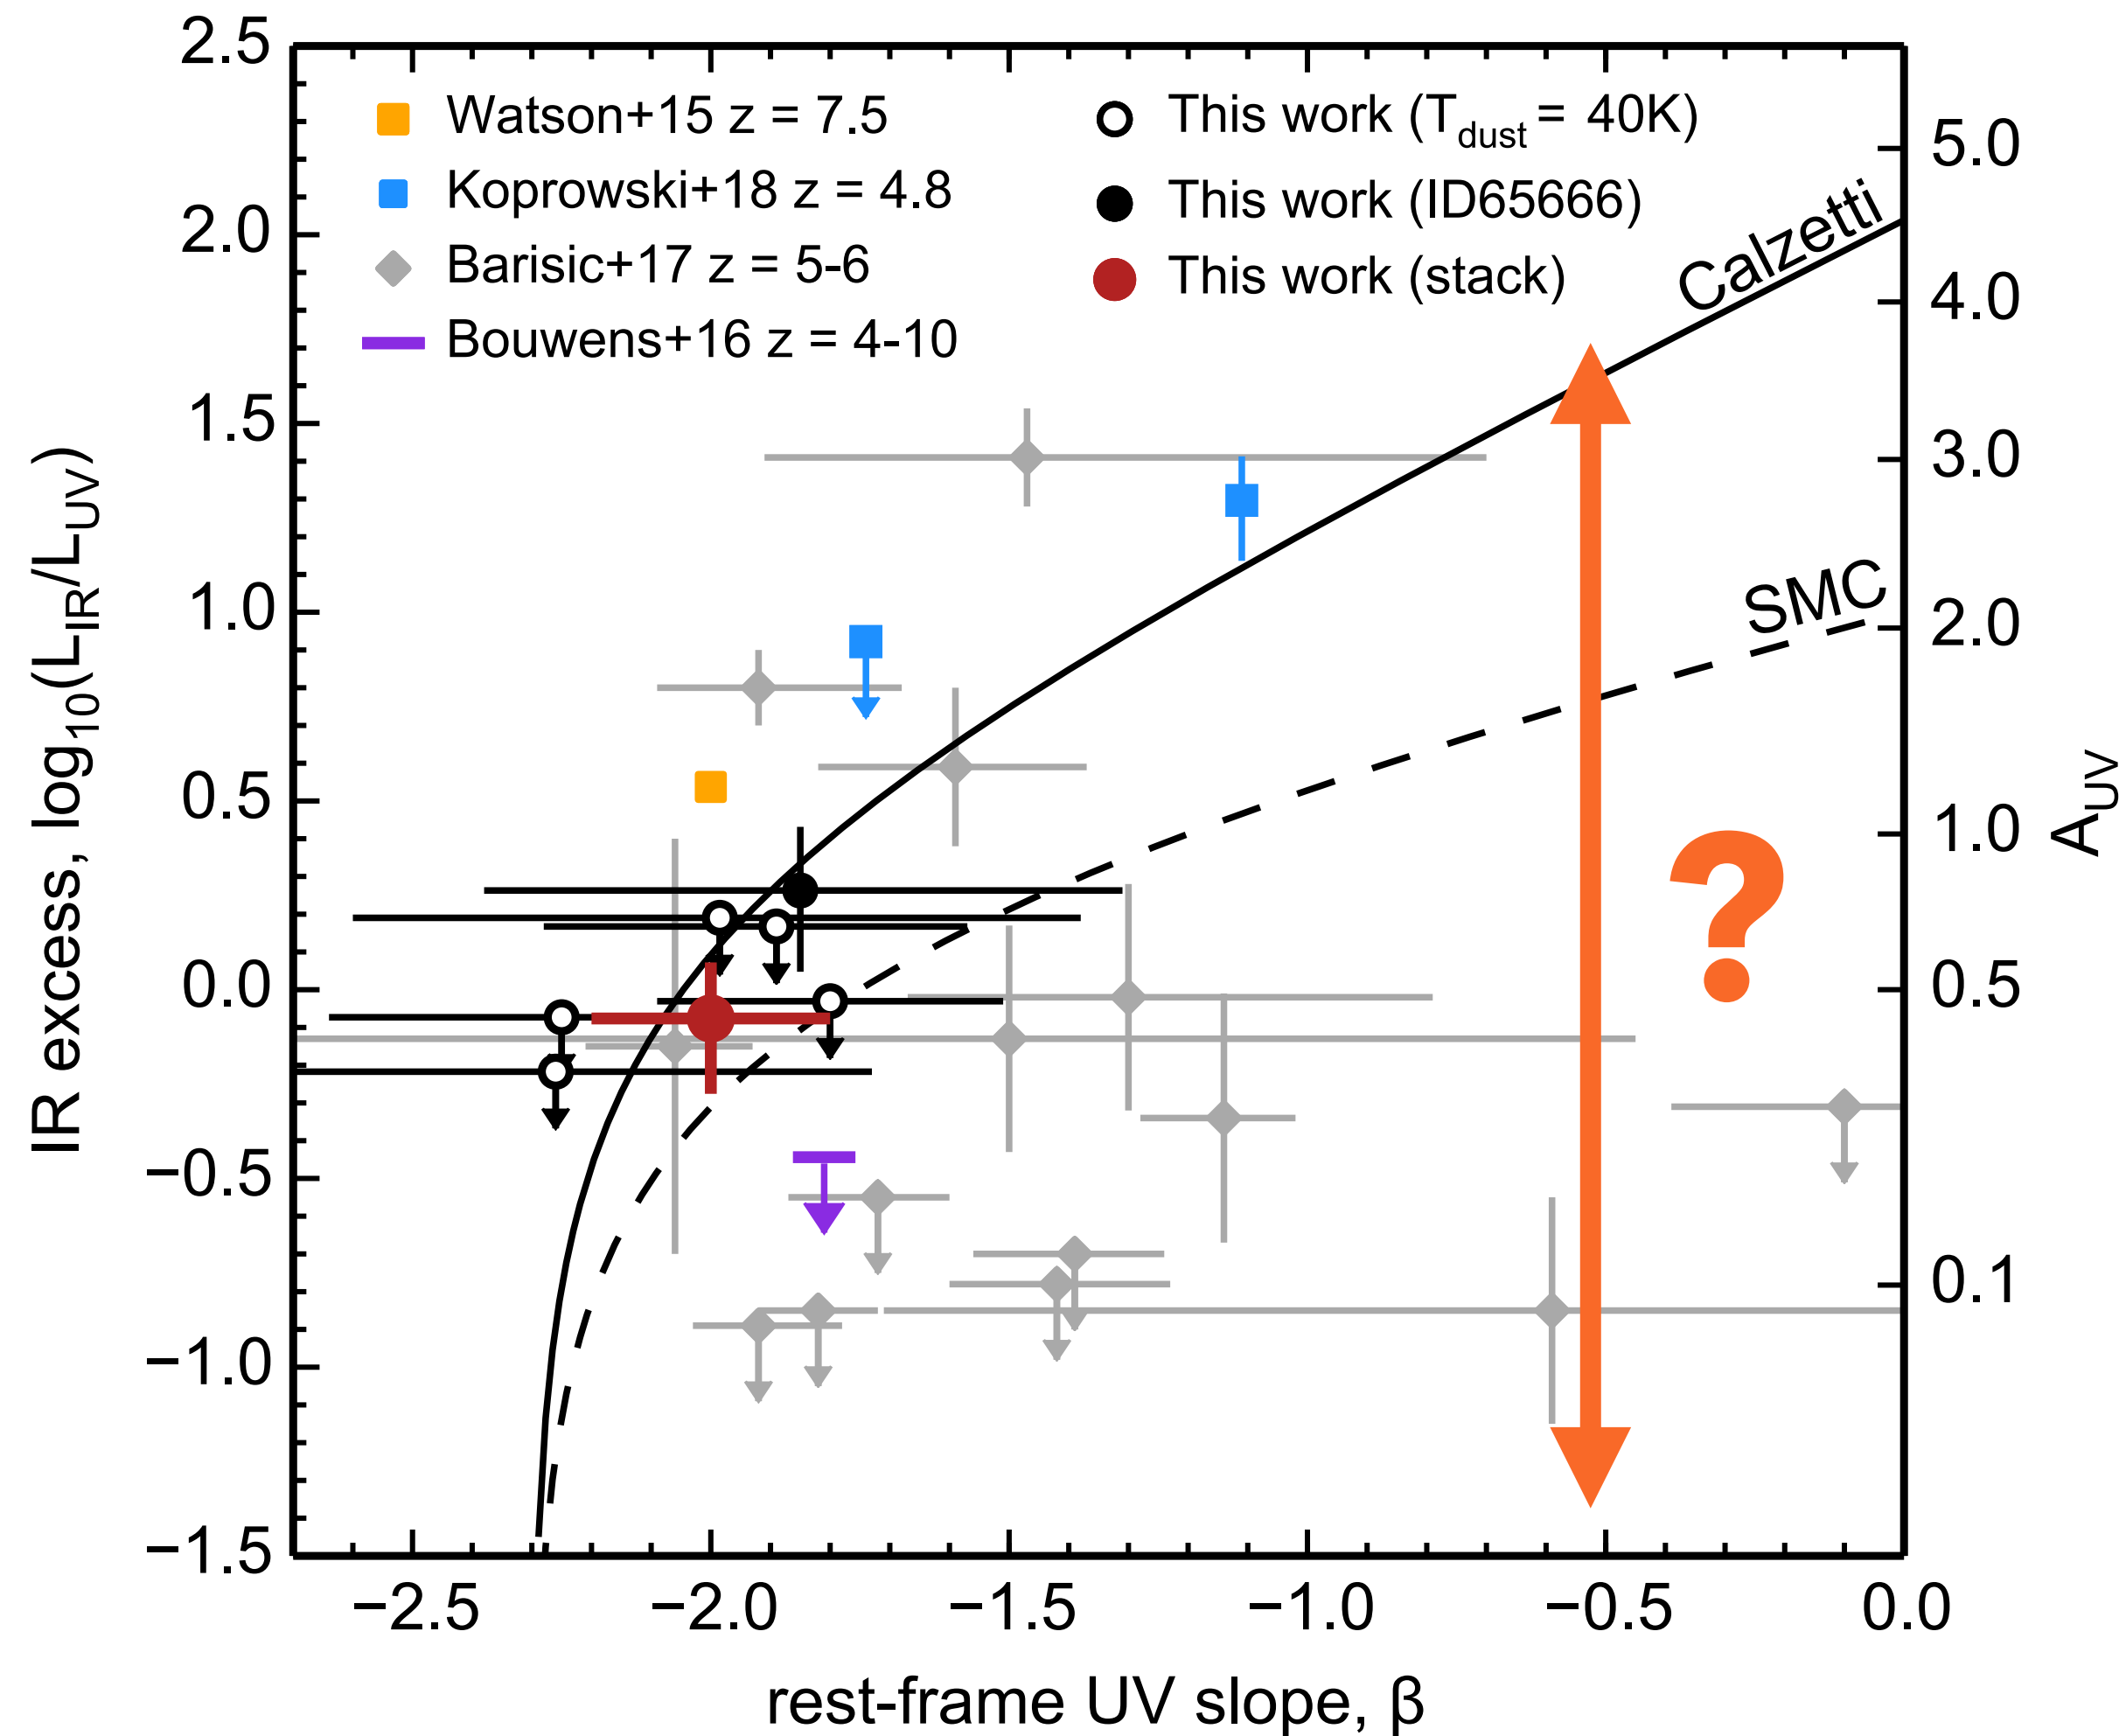 Watson+15 z = 7.5
Koprowski+18 z = 4.8
Barisic+17 z = 5-6
Bouwens+16 z = 4-10
This work (Tdust = 40K)
This work (ID65666)
This work (stack)
Calzetti
SMC
?
IR excess, log10(LIR/LUV)
2.5
2.0
1.5
1.0
0.5
0.0
−0.5
−1.0
−1.5
5.0
4.0
3.0
2.0
1.0
0.5
0.1
AUV
−2.5
−2.0
−1.5
−1.0
−0.5
0.0
rest-frame UV slope, β